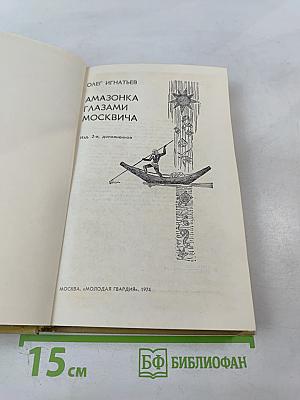 ОЛЕГ ИГНАТЬЕВ
АМАЗОНКА
ГЛАЗАМИ
МОСКВИЧА
Изд. 2-е, дополненное
МОСКВА, «МОЛОДАЯ ГВАРДИЯ», 1974
15 см
БФ БИБЛИОФАН